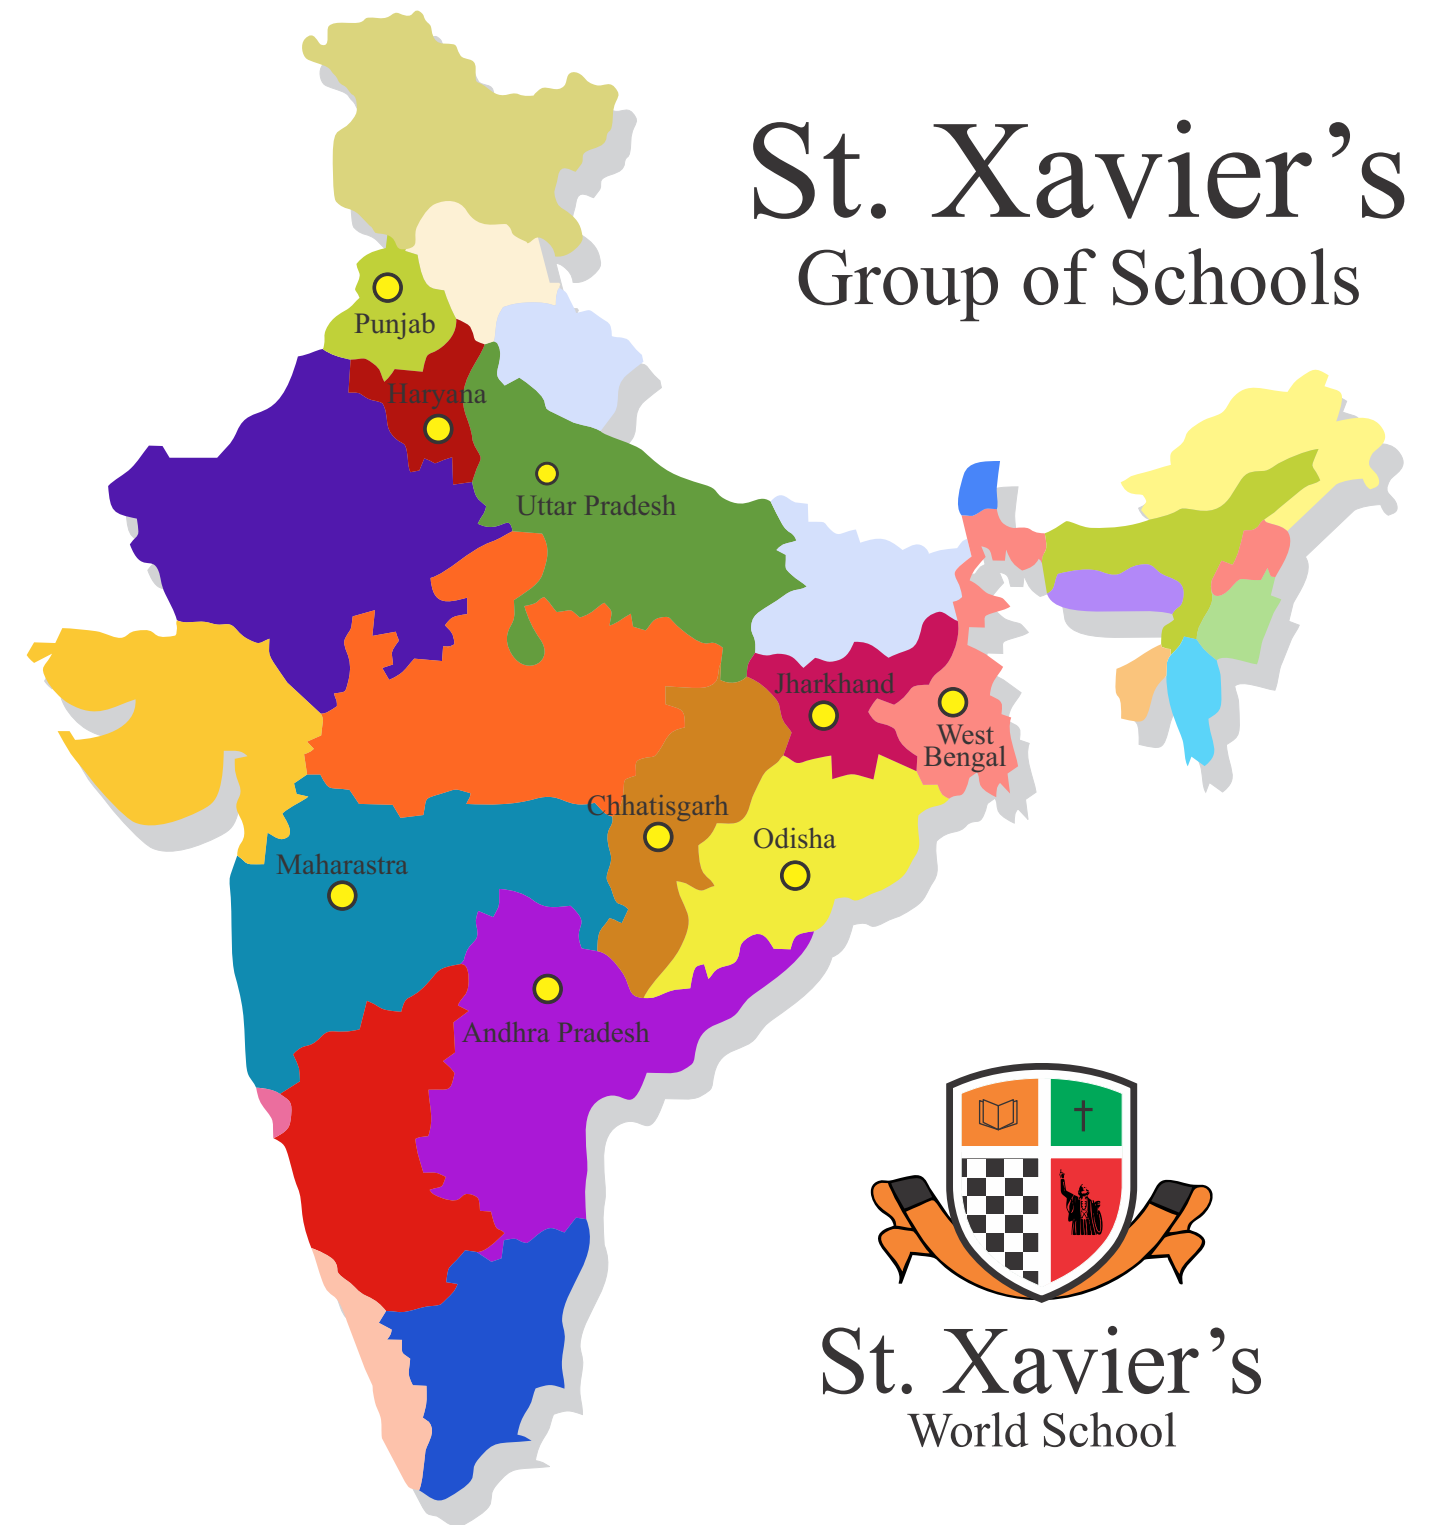 St. Xavier’s
Group of Schools
Punjab
Haryana
Uttar Pradesh
Jharkhand
West
Bengal
Chhatisgarh
Odisha
Maharastra
Andhra Pradesh
St. Xavier’s
World School